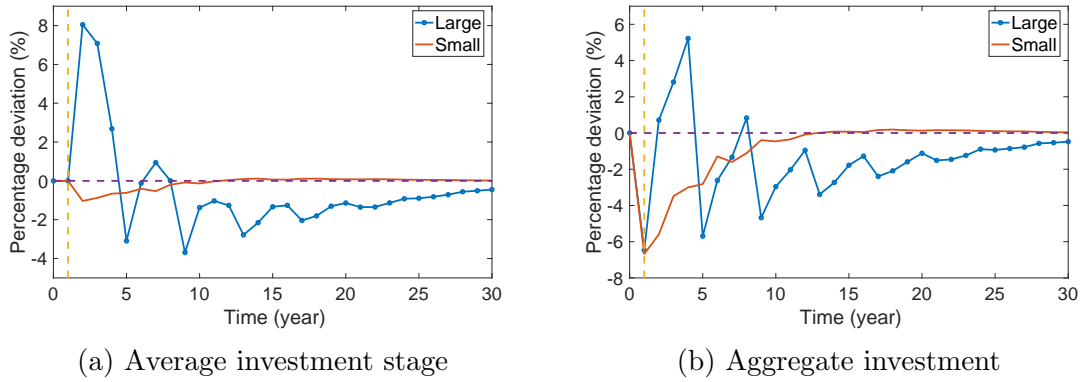 Large
Small
Percentage deviation (%)
8
6
4
2
0
-2
-4
0 5 10 15 20 25 30
Time (year)
(a) Average investment stage
Large
Small
Percentage deviation (%)
6
4
2
0
-2
-4
-6
-8
0 5 10 15 20 25 30
Time (year)
(b) Aggregate investment